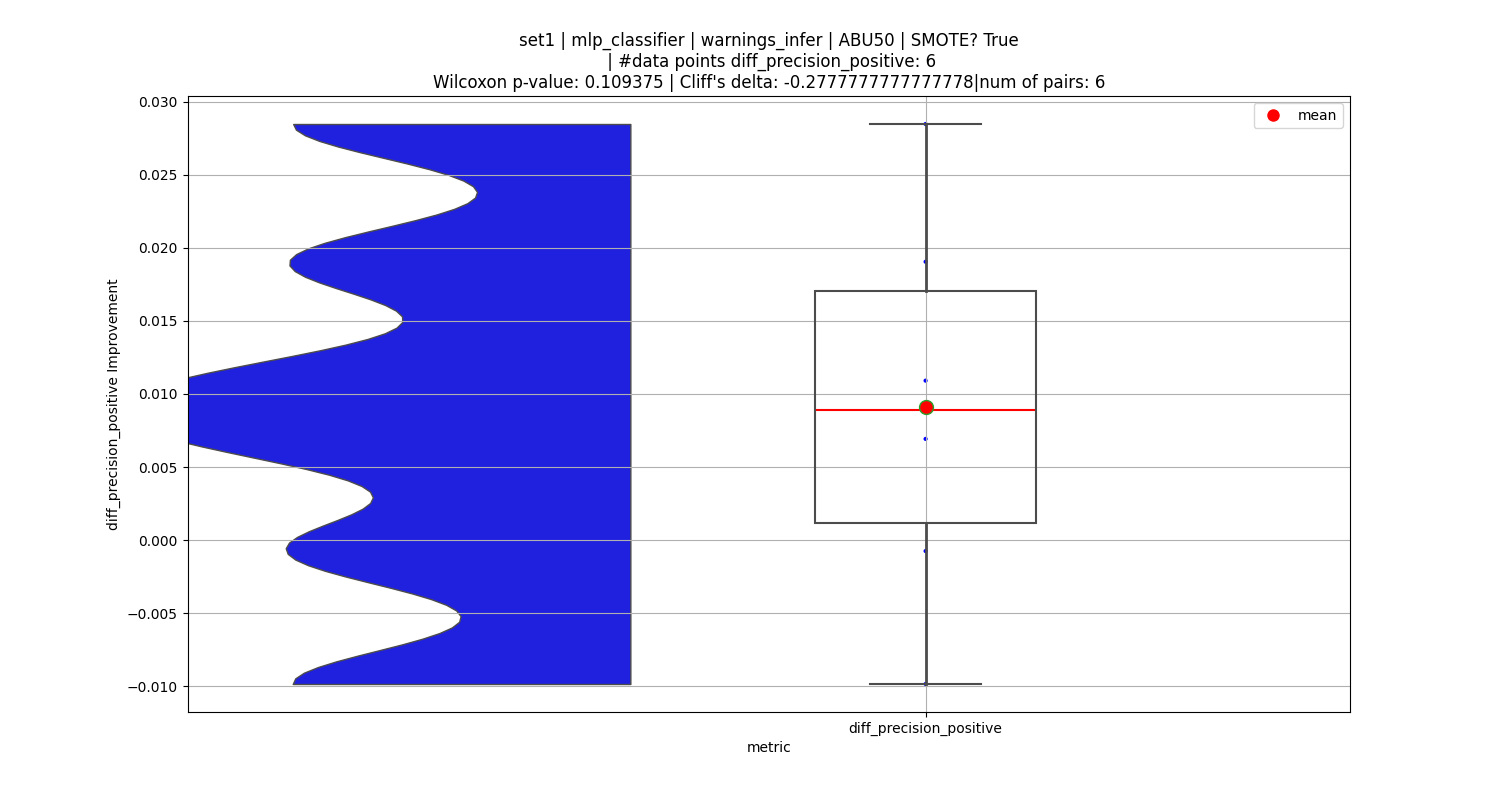 set1 | mlp_classifier | warnings_infer | ABU50 | SMOTE? True
| #data points diff_precision_positive: 6
Wilcoxon p-value: 0.109375 | Cliff's delta: -0.2777777777777778|num of pairs: 6
mean
0.030
0.025
0.020
0.015
0.010
0.005
0.000
−0.005
−0.010
diff_precision_positive Improvement
diff_precision_positive
metric